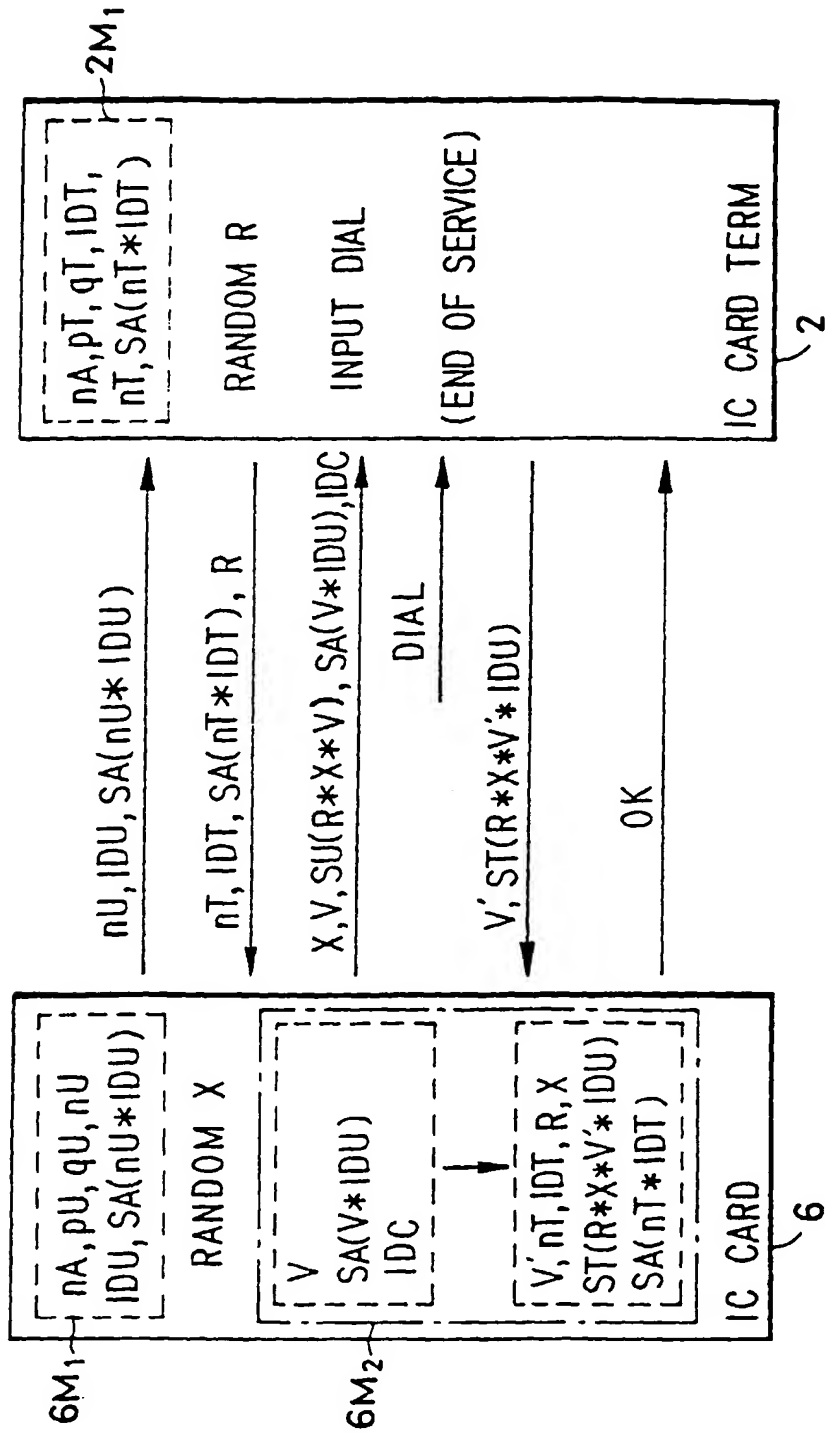 6M1
nA, pU, qU, nU
IDU, SA(nU*IDU)
RANDOM X
6M2
V
SA(V*IDU)
IDC
V', nT, IDT, R, X
ST(R*X*V'*IDU)
SA(nT*IDT)
IC CARD
6
nU, IDU, SA(nU*IDU)
nT, IDT, SA(nT*IDT), R
X, V, SU(R*X*V), SA(V*IDU), IDC
DIAL
V', ST(R*X*V'*IDU)
OK
2M1
nA, pT, qT, IDT,
nT, SA(nT*IDT)
RANDOM R
INPUT DIAL
(END OF SERVICE)
IC CARD TERM
2